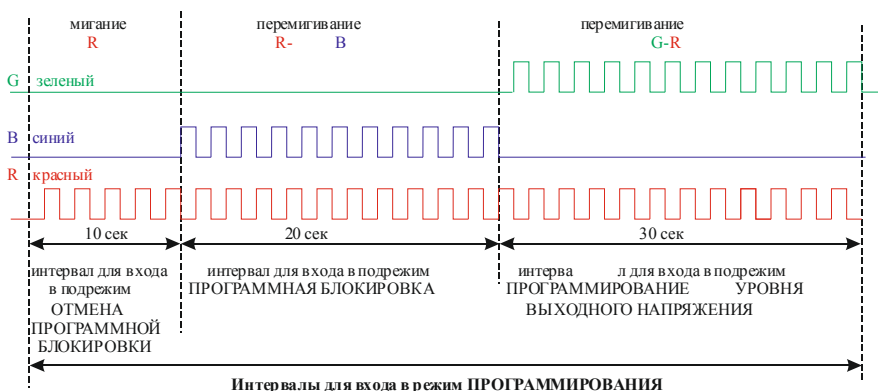 мигание
R
перемигивание
R- B
перемигивание
G-R
G зеленый
B синий
R красный
10 сек
20 сек
30 сек
интервал для входа
в подрежим
ОТМЕНА
ПРОГРАММНОЙ
БЛОКИРОВКИ
интервал для входа в подрежим
ПРОГРАММНАЯ БЛОКИРОВКА
интерва л для входа в подрежим
ПРОГРАММИРОВАНИЕ УРОВНЯ
ВЫХОДНОГО НАПРЯЖЕНИЯ
Интервалы для входа в режим ПРОГРАММИРОВАНИЯ